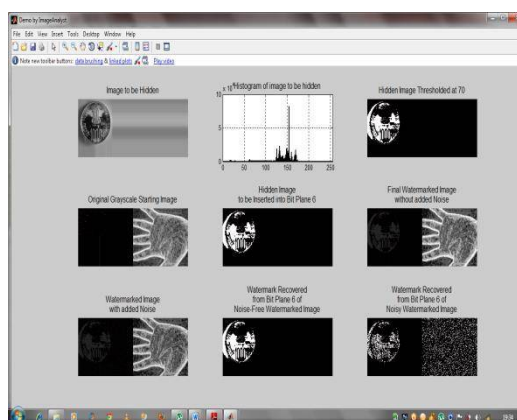 Demo by ImageAnalyst
File Edit View Insert Tools Desktop Window Help
Note new toolbar buttons: data brushing & linked plots Play video
Image to be Hidden
x 10 Histogram of image to be hidden
10
5
0
0 50 100 150 200 250
Hidden Image Thresholded at 70
Original Grayscale Starting Image
Hidden Image
to be Inserted into Bit Plane 6
Final Watermarked Image
without added Noise
Watermarked Image
with added Noise
Watermark Recovered
from Bit Plane 6 of
Noise-Free Watermarked Image
Watermark Recovered
from Bit Plane 6 of
Noisy Watermarked Image